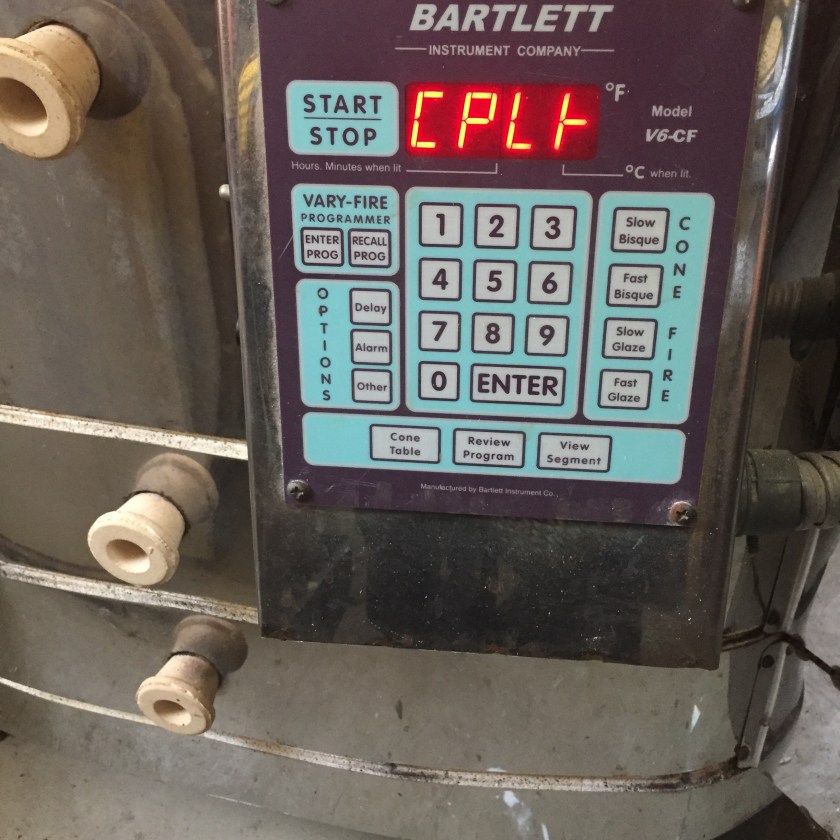 BARTLETT
INSTRUMENT COMPANY
START
STOP
CPLt
°F
Model
V6-CF
Hours. Minutes when lit
°C when lit.
VARY-FIRE
PROGRAMMER
ENTER
PROG
RECALL
PROG
OPTIONS
Delay
Alarm
Other
1 2 3
4 5 6
7 8 9
0 ENTER
Slow
Bisque
Fast
Bisque
Slow
Glaze
Fast
Glaze
CONE FIRE
Cone
Table
Review
Program
View
Segment
Manufactured by Bartlett Instrument Co